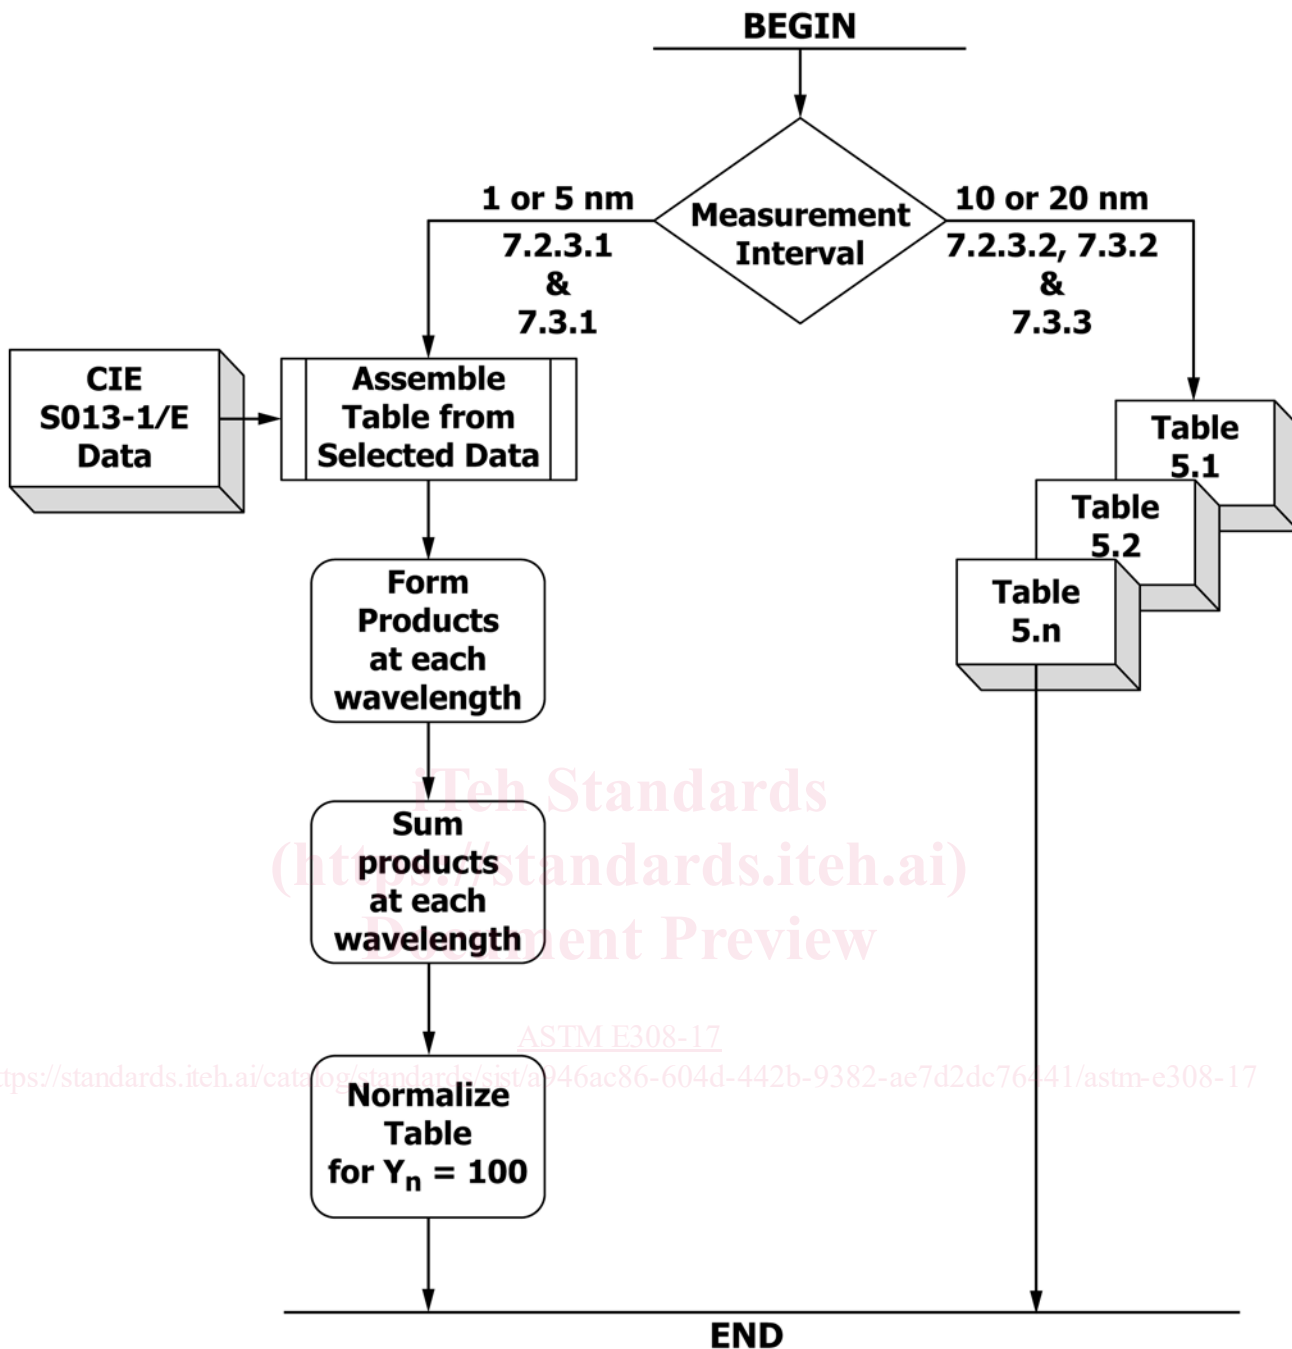 BEGIN
1 or 5 nm
7.2.3.1
&
7.3.1
Measurement
Interval
10 or 20 nm
7.2.3.2, 7.3.2
&
7.3.3
CIE
S013-1/E
Data
Assemble
Table from
Selected Data
Table
5.1
Table
5.2
Table
5.n
Form
Products
at each
wavelength
Sum
products
at each
wavelength
Normalize
Table
for Yn = 100
END
iTeh Standards
(https://standards.iteh.ai)
Document Preview
ASTM E308-17
ttps://standards.iteh.ai/catalog/standards/sist/a946ac86-604d-442b-9382-ae7d2dc76441/astm-e308-17